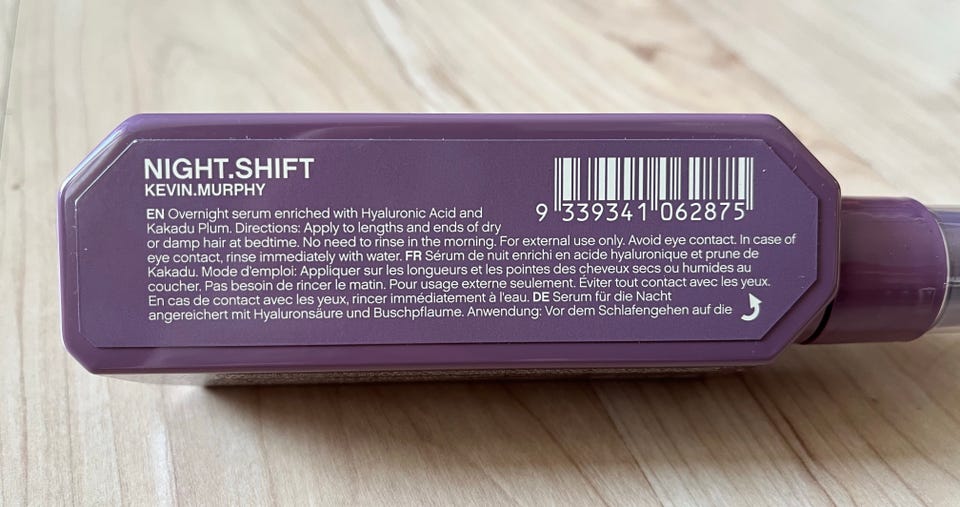 NIGHT.SHIFT
KEVIN.MURPHY
EN Overnight serum enriched with Hyaluronic Acid and
Kakadu Plum. Directions: Apply to lengths and ends of dry
or damp hair at bedtime. No need to rinse in the morning. For external use only. Avoid eye contact. In case of
eye contact, rinse immediately with water. FR Sérum de nuit enrichi en acide hyaluronique et prune de
Kakadu. Mode d'emploi: Appliquer sur les longueurs et les pointes des cheveux secs ou humides au
coucher. Pas besoin de rincer le matin. Pour usage externe seulement. Éviter tout contact avec les yeux.
En cas de contact avec les yeux, rincer immédiatement à l'eau. DE Serum für die Nacht
angereichert mit Hyaluronsäure und Buschpflaume. Anwendung: Vor dem Schlafengehen auf die
9 339341 062875